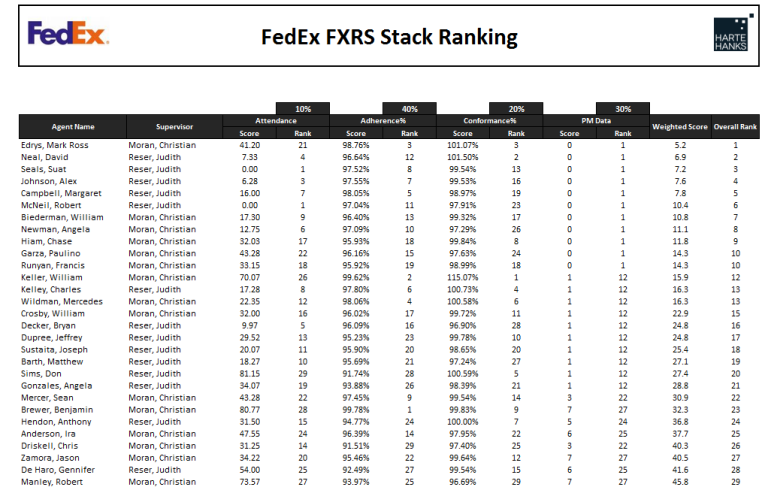 FedEx. FedEx FXRS Stack Ranking HARTE HANKS
10% 40% 20% 30%
Agent Name Supervisor Attendance Adherence% Conformance% PM Data Weighted Score Overall Rank
Score Rank Score Rank Score Rank Score Rank
Edrys, Mark Ross Moran, Christian 41.20 21 98.76% 3 101.07% 3 0 1 5.2 1
Neal, David Reser, Judith 7.33 4 96.64% 12 101.50% 2 0 1 6.9 2
Seals, Suat Reser, Judith 0.00 1 97.52% 8 99.54% 13 0 1 7.2 3
Johnson, Alex Reser, Judith 6.28 3 97.55% 7 99.53% 16 0 1 7.6 4
Campbell, Margaret Reser, Judith 16.00 7 98.05% 5 98.97% 19 0 1 7.8 5
McNeil, Robert Reser, Judith 0.00 1 97.04% 11 97.91% 23 0 1 10.4 6
Biederman, William Moran, Christian 17.30 9 96.40% 13 99.32% 17 0 1 10.8 7
Newman, Angela Moran, Christian 12.75 6 97.09% 10 97.29% 26 0 1 11.1 8
Hiam, Chase Moran, Christian 32.03 17 95.93% 18 99.84% 8 0 1 11.8 9
Garza, Paulino Moran, Christian 43.28 22 96.16% 15 97.63% 24 0 1 14.3 10
Runyan, Francis Moran, Christian 33.15 18 95.92% 19 98.99% 18 0 1 14.3 10
Keller, William Moran, Christian 70.07 26 99.62% 2 115.07% 1 1 12 15.9 12
Kelley, Charles Reser, Judith 17.28 8 97.80% 6 100.73% 4 1 12 16.3 13
Wildman, Mercedes Moran, Christian 22.35 12 98.06% 4 100.58% 6 1 12 16.3 13
Crosby, William Moran, Christian 32.00 16 96.02% 17 99.72% 11 1 12 22.9 15
Decker, Bryan Reser, Judith 9.97 5 96.09% 16 96.90% 28 1 12 24.8 16
Dupree, Jeffrey Reser, Judith 29.52 13 95.23% 23 99.78% 10 1 12 24.8 17
Sustaita, Joseph Reser, Judith 20.07 11 95.90% 20 98.65% 20 1 12 25.4 18
Barth, Matthew Reser, Judith 18.27 10 95.69% 21 97.24% 27 1 12 27.1 19
Sims, Don Reser, Judith 81.15 29 91.74% 28 100.59% 5 1 12 27.4 20
Gonzales, Angela Reser, Judith 34.07 19 93.88% 26 98.39% 21 1 12 28.8 21
Mercer, Sean Moran, Christian 43.28 22 97.45% 9 99.54% 14 3 22 30.9 22
Brewer, Benjamin Moran, Christian 80.77 28 99.78% 1 99.83% 9 7 27 32.3 23
Hendon, Anthony Reser, Judith 31.50 15 94.77% 24 100.00% 7 5 24 36.8 24
Anderson, Ira Moran, Christian 47.55 24 96.39% 14 97.95% 22 6 25 37.7 25
Driskell, Chris Moran, Christian 31.25 14 91.51% 29 97.40% 25 3 22 40.3 26
Zamora, Jason Moran, Christian 34.22 20 95.46% 22 99.64% 12 7 27 40.5 27
De Haro, Gennifer Reser, Judith 54.00 25 92.49% 27 99.54% 15 6 25 41.6 28
Manley, Robert Moran, Christian 73.57 27 93.97% 25 96.69% 29 7 27 45.8 29